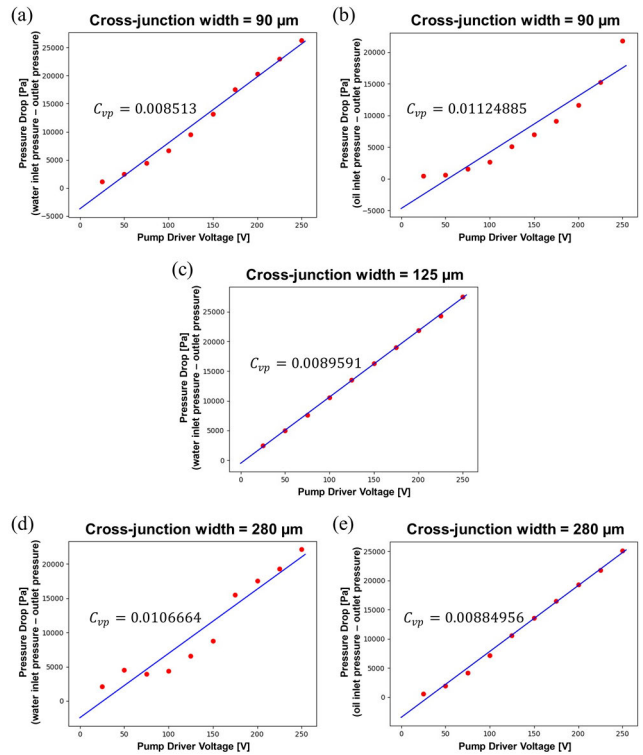 (a)
Cross-junction width = 90 µm
Pressure Drop [Pa]
(water inlet pressure – outlet pressure)
25000
20000
15000
10000
5000
0
−5000
C_vp = 0.008513
0 50 100 150 200 250
Pump Driver Voltage [V]
(b)
Cross-junction width = 90 µm
Pressure Drop [Pa]
(oil inlet pressure – outlet pressure)
20000
15000
10000
5000
0
−5000
C_vp = 0.01124885
0 50 100 150 200 250
Pump Driver Voltage [V]
(c)
Cross-junction width = 125 µm
Pressure Drop [Pa]
(water inlet pressure – outlet pressure)
25000
20000
15000
10000
5000
0
C_vp = 0.0089591
0 50 100 150 200 250
Pump Driver Voltage [V]
(d)
Cross-junction width = 280 µm
Pressure Drop [Pa]
(water inlet pressure – outlet pressure)
20000
15000
10000
5000
0
C_vp = 0.0106664
0 50 100 150 200 250
Pump Driver Voltage [V]
(e)
Cross-junction width = 280 µm
Pressure Drop [Pa]
(oil inlet pressure – outlet pressure)
25000
20000
15000
10000
5000
0
C_vp = 0.00884956
0 50 100 150 200 250
Pump Driver Voltage [V]